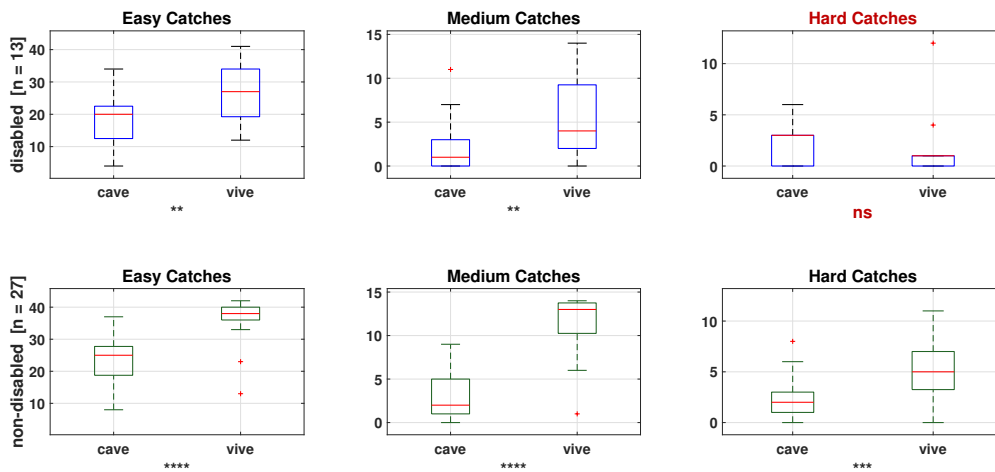 Easy Catches
Medium Catches
Hard Catches
disabled [n = 13]
40
30
20
10
15
10
5
0
10
5
0
cave
vive
cave
vive
cave
vive
**
**
ns
Easy Catches
Medium Catches
Hard Catches
non-disabled [n = 27]
40
30
20
10
15
10
5
0
10
5
0
cave
vive
cave
vive
cave
vive
****
****
***